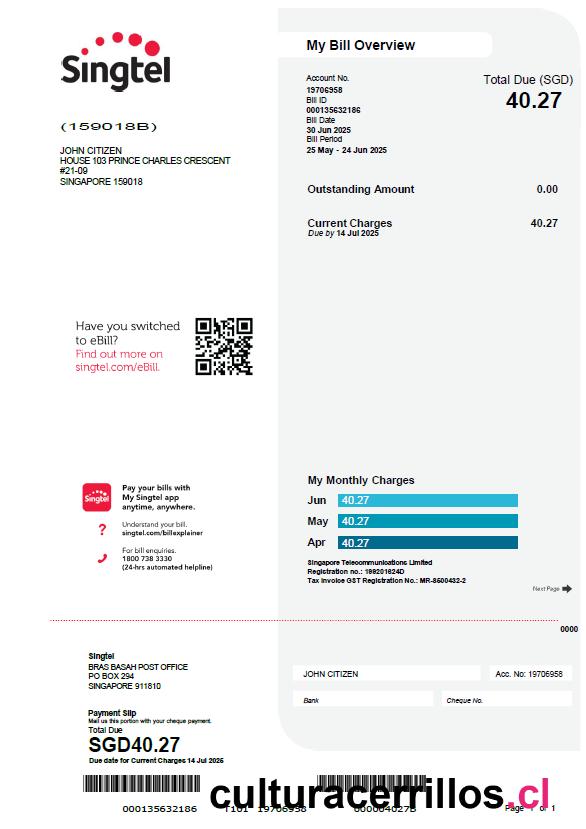 Singtel
(159018B)
JOHN CITIZEN
HOUSE 103 PRINCE CHARLES CRESCENT
#21-09
SINGAPORE 159018
My Bill Overview
Account No.
19706958
Bill ID
000135632186
Bill Date
30 Jun 2025
Bill Period
25 May - 24 Jun 2025
Total Due (SGD)
40.27
Outstanding Amount 0.00
Current Charges 40.27
Due by 14 Jul 2025
Have you switched
to eBill?
Find out more on
singtel.com/eBill.
Singtel
Pay your bills with
My Singtel app
anytime, anywhere.
?
Understand your bill.
singtel.com/billexplainer
For bill enquiries.
1800 738 3330
(24-hrs automated helpline)
My Monthly Charges
Jun 40.27
May 40.27
Apr 40.27
Singapore Telecommunications Limited
Registration no.: 199201624D
Tax Invoice GST Registration No.: MR-8500432-2
Next Page
0000
Singtel
BRAS BASAH POST OFFICE
PO BOX 294
SINGAPORE 911810
JOHN CITIZEN
Acc. No: 19706958
Bank
Cheque No.
Payment Slip
Mail us this portion with your cheque payment.
Total Due
SGD40.27
Due date for Current Charges 14 Jul 2025
culturacerrillos.cl
000135632186 T101 19706958
Page 1 of 1